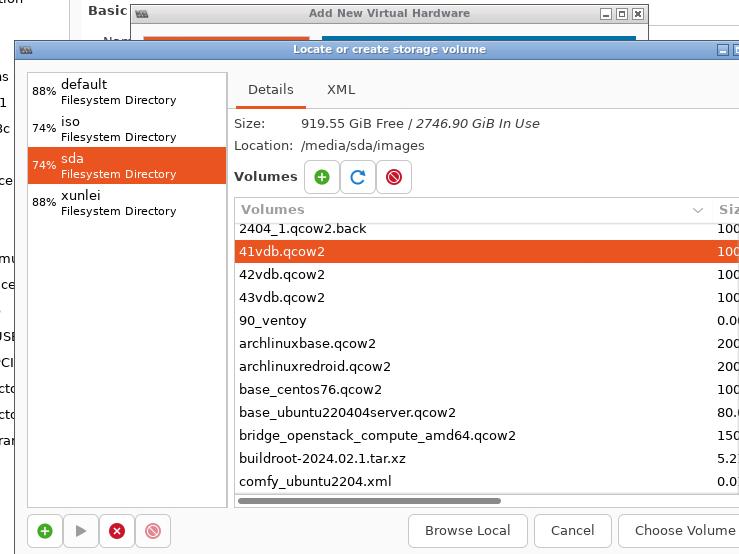 Basic
Add New Virtual Hardware
Locate or create storage volume
88%
default
Filesystem Directory
74%
iso
Filesystem Directory
74%
sda
Filesystem Directory
88%
xunlei
Filesystem Directory
Details
XML
Size: 919.55 GiB Free / 2746.90 GiB In Use
Location: /media/sda/images
Volumes
Volumes
2404_1.qcow2.back 100
41vdb.qcow2 100
42vdb.qcow2 100
43vdb.qcow2 100
90_ventoy 0.0
archlinuxbase.qcow2 200
archlinuxredroid.qcow2 200
base_centos76.qcow2 100
base_ubuntu220404server.qcow2 80.
bridge_openstack_compute_amd64.qcow2 150
buildroot-2024.02.1.tar.xz 5.2
comfy_ubuntu2204.xml 0.0
Browse Local
Cancel
Choose Volume